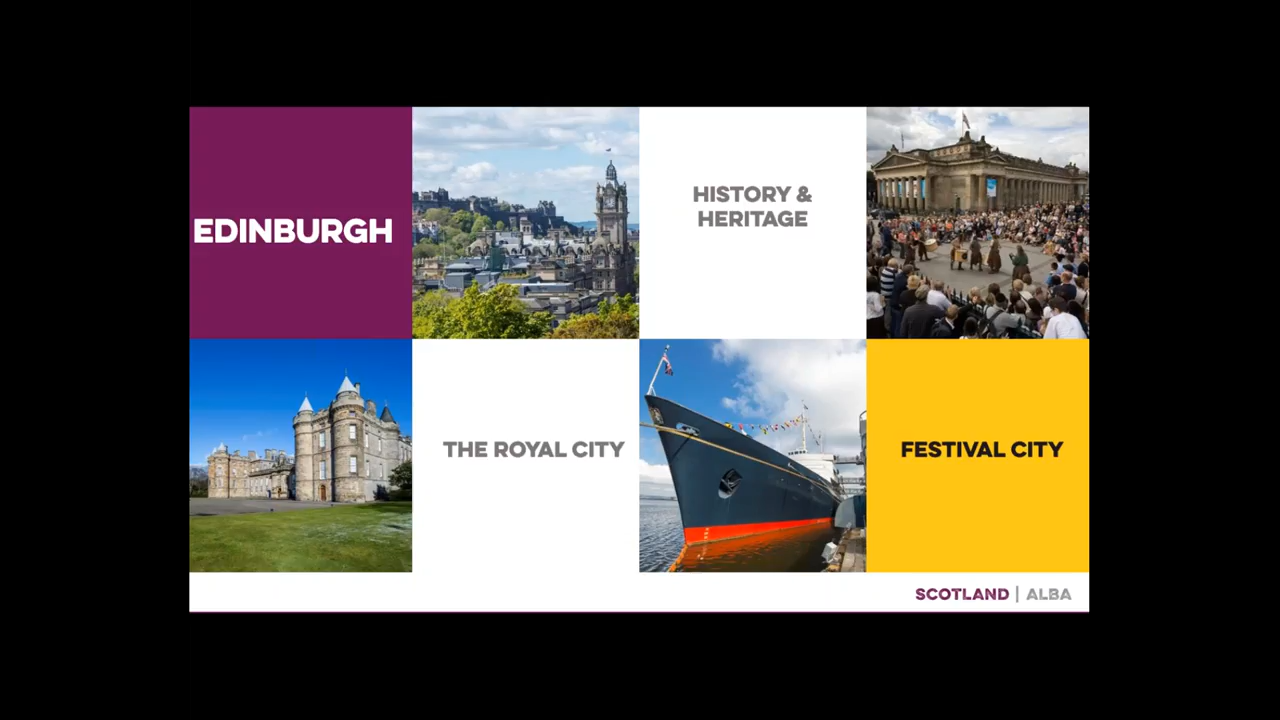 EDINBURGH
HISTORY &
HERITAGE
THE ROYAL CITY
FESTIVAL CITY
SCOTLAND | ALBA